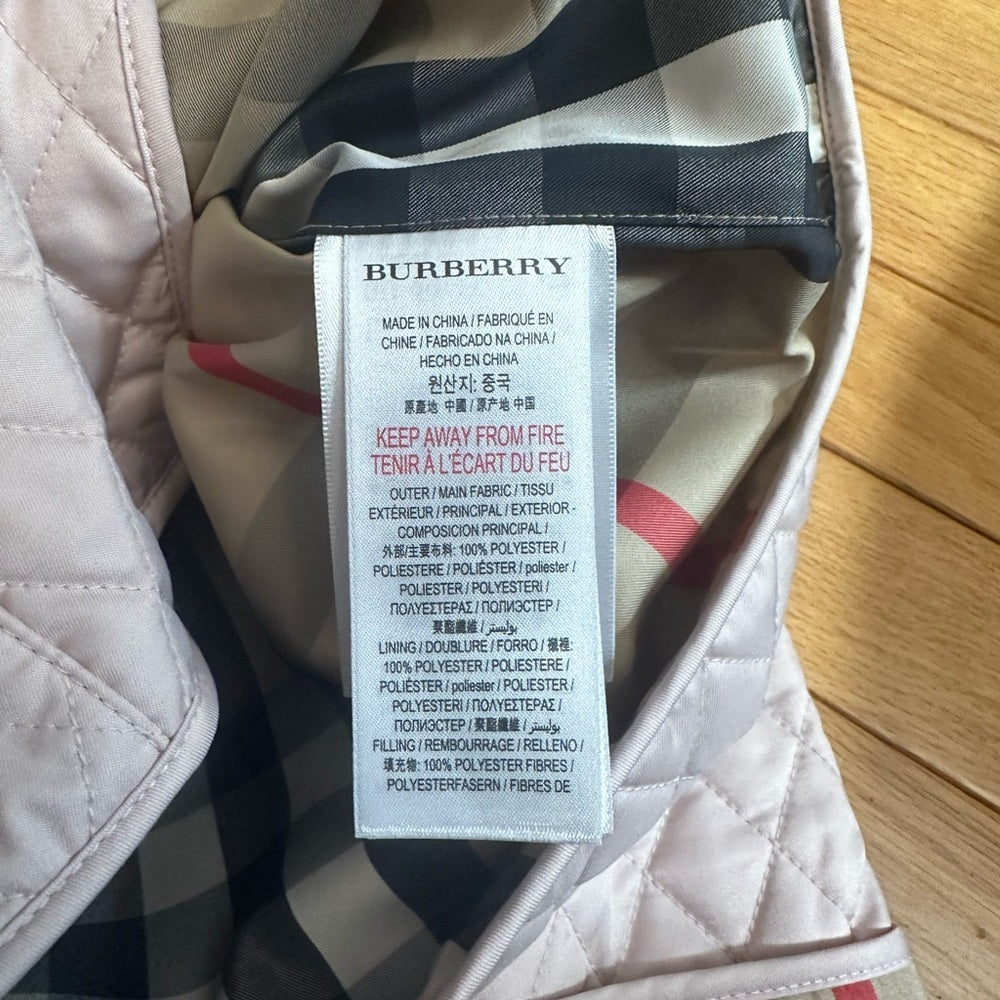 BURBERRY
MADE IN CHINA / FABRIQUÉ EN
CHINE / FABRICADO NA CHINA /
HECHO EN CHINA
원산지: 중국
原產地 中國 / 原产地 中国
KEEP AWAY FROM FIRE
TENIR À L'ÉCART DU FEU
OUTER / MAIN FABRIC / TISSU
EXTÉRIEUR / PRINCIPAL / EXTERIOR -
COMPOSICION PRINCIPAL /
外部/主要布料: 100% POLYESTER /
POLIESTERE / POLIÉSTER / poliester /
POLIESTER / POLYESTERI /
ΠΟΛΥΕΣΤΕΡΑΣ / ПОЛИЭСТЕР /
聚酯纖維 / بوليستر /
LINING / DOUBLURE / FORRO / 襯裡:
100% POLYESTER / POLIESTERE /
POLIÉSTER / poliester / POLIESTER /
POLYESTERI / ΠΟΛΥΕΣΤΕΡΑΣ /
ПОЛИЭСТЕР / 聚酯纖維 / بوليستر /
FILLING / REMBOURRAGE / RELLENO /
填充物: 100% POLYESTER FIBRES /
POLYESTERFASERN / FIBRES DE